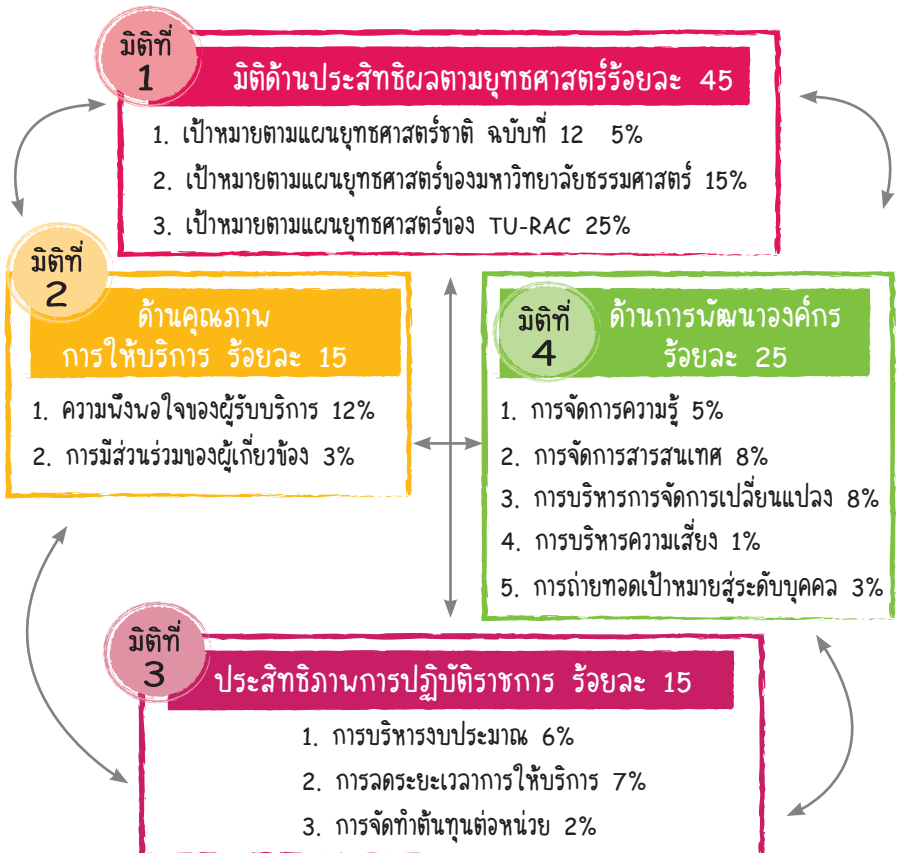 มิติที่
1
มิติด้านประสิทธิผลตามยุทธศาสตร์ร้อยละ 45
1. เป้าหมายตามแผนยุทธศาสตร์ชาติ ฉบับที่ 12 5%
2. เป้าหมายตามแผนยุทธศาสตร์ของมหาวิทยาลัยธรรมศาสตร์ 15%
3. เป้าหมายตามแผนยุทธศาสตร์ของ TU-RAC 25%
มิติที่
2
ด้านคุณภาพ
การให้บริการ ร้อยละ 15
1. ความพึงพอใจของผู้รับบริการ 12%
2. การมีส่วนร่วมของผู้เกี่ยวข้อง 3%
มิติที่
4
ด้านการพัฒนาองค์กร
ร้อยละ 25
1. การจัดการความรู้ 5%
2. การจัดการสารสนเทศ 8%
3. การบริหารการจัดการเปลี่ยนแปลง 8%
4. การบริหารความเสี่ยง 1%
5. การถ่ายทอดเป้าหมายสู่ระดับบุคคล 3%
มิติที่
3
ประสิทธิภาพการปฏิบัติราชการ ร้อยละ 15
1. การบริหารงบประมาณ 6%
2. การลดระยะเวลาการให้บริการ 7%
3. การจัดทำต้นทุนต่อหน่วย 2%